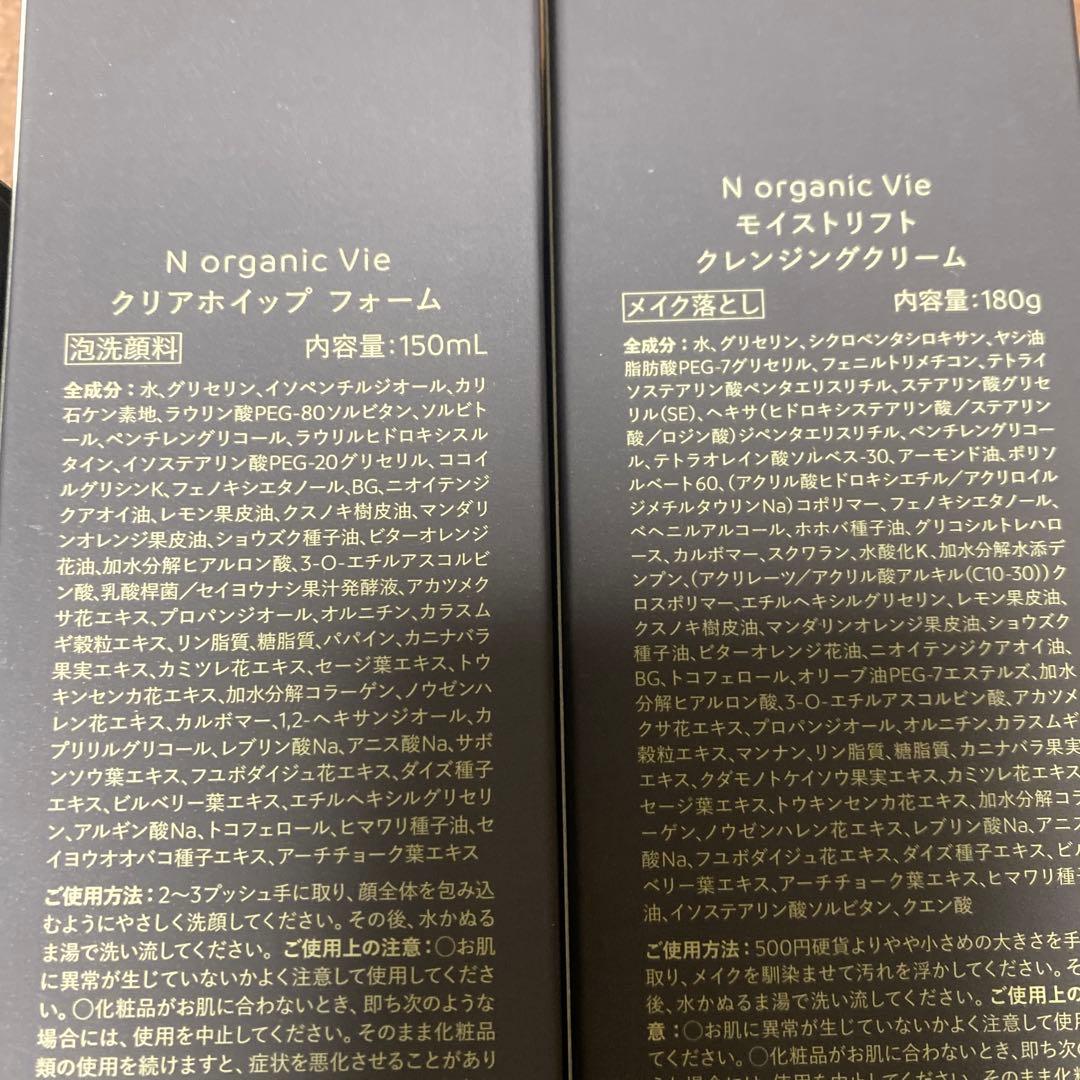 N organic Vie
クリアホイップ フォーム
泡洗顔料 内容量:150mL
全成分:水、グリセリン、イソペンチルジオール、カリ
石ケン素地、ラウリン酸PEG-80ソルビタン、ソルビト
ール、ペンチレングリコール、ラウリルヒドロキシスル
タイン、イソステアリン酸PEG-20グリセリル、ココイ
ルグリシンK、フェノキシエタノール、BG、ニオイテンジ
クアオイ油、レモン果皮油、クスノキ樹皮油、マンダリ
ンオレンジ果皮油、ショウズク種子油、ビターオレンジ
花油、加水分解ヒアルロン酸、3-O-エチルアスコルビ
ン酸、乳酸桿菌/セイヨウナシ果汁発酵液、アカツメク
サ花エキス、プロパンジオール、オルニチン、カラスム
ギ穀粒エキス、リン脂質、糖脂質、パパイン、カニナバラ
果実エキス、カミツレ花エキス、セージ葉エキス、トウ
キンセンカ花エキス、加水分解コラーゲン、ノウゼンハ
レン花エキス、カルボマー、1,2-ヘキサンジオール、カ
プリリルグリコール、レブリン酸Na、アニス酸Na、サボ
ンソウ葉エキス、フユボダイジュ花エキス、ダイズ種子
エキス、ビルベリー葉エキス、エチルヘキシルグリセリ
ン、アルギン酸Na、トコフェロール、ヒマワリ種子油、セ
イヨウオオバコ種子エキス、アーチチョーク葉エキス
ご使用方法:2〜3プッシュ手に取り、顔全体を包み込
むようにやさしく洗顔してください。その後、水かぬる
ま湯で洗い流してください。ご使用上の注意:○お肌
に異常が生じていないかよく注意して使用してくださ
い。○化粧品がお肌に合わないとき、即ち次のような
場合には、使用を中止してください。そのまま化粧品
類の使用を続けますと、症状を悪化させることがあり
N organic Vie
モイストリフト
クレンジングクリーム
メイク落とし 内容量:180g
全成分:水、グリセリン、シクロペンタシロキサン、ヤシ油
脂肪酸PEG-7グリセリル、フェニルトリメチコン、テトライ
ソステアリン酸ペンタエリスリチル、ステアリン酸グリセ
リル(SE)、ヘキサ(ヒドロキシステアリン酸/ステアリン
酸/ロジン酸)ジペンタエリスリチル、ペンチレングリコー
ル、テトラオレイン酸ソルベス-30、アーモンド油、ポリソ
ルベート60、(アクリル酸ヒドロキシエチル/アクリロイル
ジメチルタウリンNa)コポリマー、フェノキシエタノール、
ベヘニルアルコール、ホホバ種子油、グリコシルトレハロ
ース、カルボマー、スクワラン、水酸化K、加水分解水添デ
ンプン、(アクリレーツ/アクリル酸アルキル(C10-30))ク
ロスポリマー、エチルヘキシルグリセリン、レモン果皮油、
クスノキ樹皮油、マンダリンオレンジ果皮油、ショウズク
種子油、ビターオレンジ花油、ニオイテンジクアオイ油、
BG、トコフェロール、オリーブ油PEG-7エステルズ、加水
分解ヒアルロン酸、3-O-エチルアスコルビン酸、アカツメ
クサ花エキス、プロパンジオール、オルニチン、カラスムギ
穀粒エキス、マンナン、リン脂質、糖脂質、カニナバラ果実
エキス、クダモノトケイソウ果実エキス、カミツレ花エキス
セージ葉エキス、トウキンセンカ花エキス、加水分解コラ
ーゲン、ノウゼンハレン花エキス、レブリン酸Na、アニス
酸Na、フユボダイジュ花エキス、ダイズ種子エキス、ビル
ベリー葉エキス、アーチチョーク葉エキス、ヒマワリ種子
油、イソステアリン酸ソルビタン、クエン酸
ご使用方法:500円硬貨よりやや小さめの大きさを手
取り、メイクを馴染ませて汚れを浮かしてください。そ
後、水かぬるま湯で洗い流してください。ご使用上の
意:○お肌に異常が生じていないかよく注意して使用
てください。○化粧品がお肌に合わないとき、即ち次